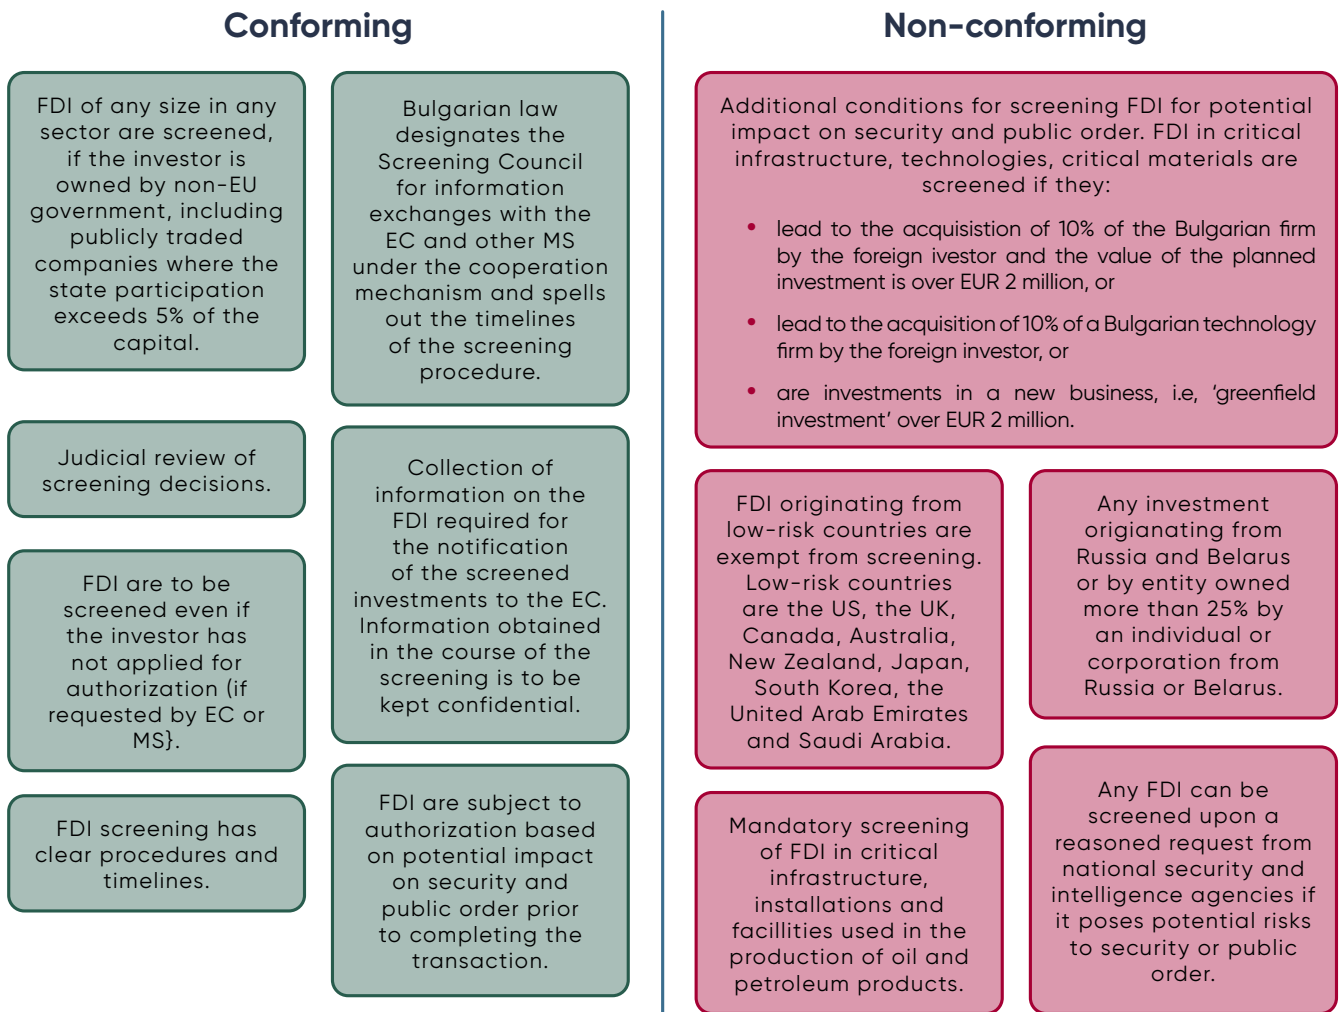 Conforming
FDI of any size in any
sector are screened,
if the investor is
owned by non-EU
government, including
publicly traded
companies where the
state participation
exceeds 5% of the
capital.
Judicial review of
screening decisions.
FDI are to be
screened even if
the investor has
not applied for
authorization (if
requested by EC or
MS}.
FDI screening has
clear procedures and
timelines.
Bulgarian law
designates the
Screening Council
for information
exchanges with the
EC and other MS
under the cooperation
mechanism and spells
out the timelines
of the screening
procedure.
Collection of
information on the
FDI required for
the notification
of the screened
investments to the EC.
Information obtained
in the course of the
screening is to be
kept confidential.
FDI are subject to
authorization based
on potential impact
on security and
public order prior
to completing the
transaction.
Non-conforming
Additional conditions for screening FDI for potential
impact on security and public order. FDI in critical
infrastructure, technologies, critical materials are
screened if they:
• lead to the acquisistion of 10% of the Bulgarian firm
by the foreign ivestor and the value of the planned
investment is over EUR 2 million, or
• lead to the acquisition of 10% of a Bulgarian technology
firm by the foreign investor, or
• are investments in a new business, i.e, ‘greenfield
investment’ over EUR 2 million.
FDI originating from
low-risk countries are
exempt from screening.
Low-risk countries
are the US, the UK,
Canada, Australia,
New Zealand, Japan,
South Korea, the
United Arab Emirates
and Saudi Arabia.
Mandatory screening
of FDI in critical
infrastructure,
installations and
facillities used in the
production of oil and
petroleum products.
Any investment
origianating from
Russia and Belarus
or by entity owned
more than 25% by
an individual or
corporation from
Russia or Belarus.
Any FDI can be
screened upon a
reasoned request from
national security and
intelligence agencies if
it poses potential risks
to security or public
order.